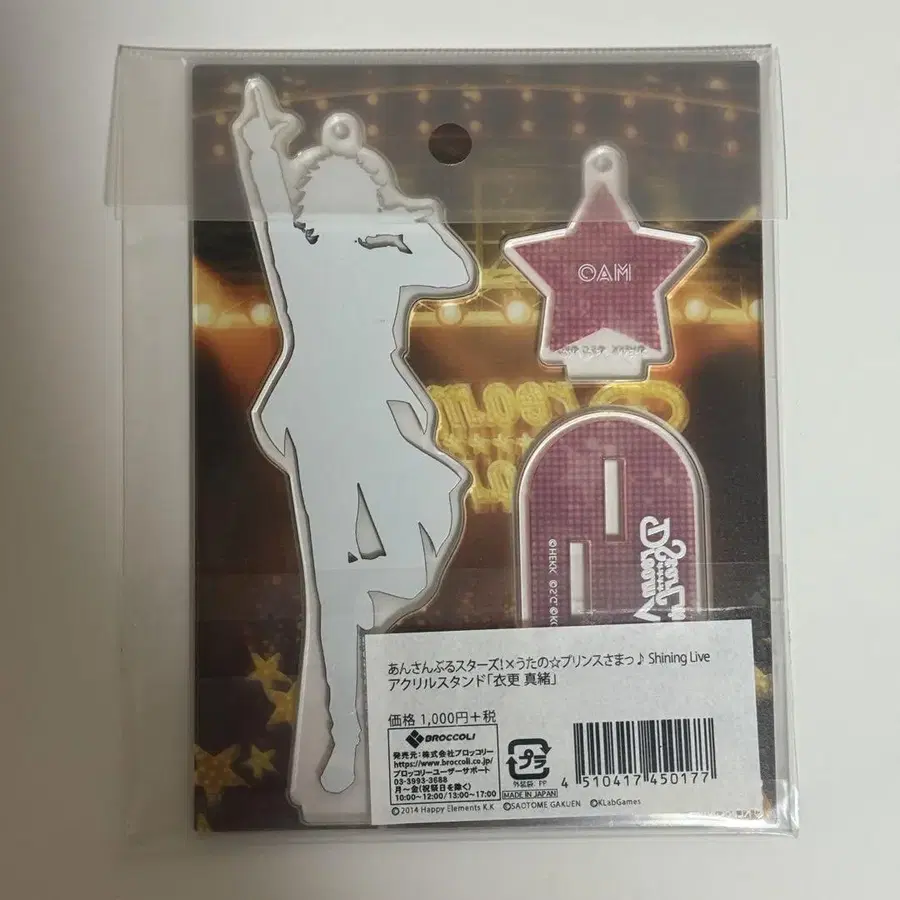 MAO
あんさんぶるスターズ!×うたの☆プリンスさまっ♪ Shining Live
アクリルスタンド「衣更 真緒」
価格 1,000円+税
BROCCOLI
発売元:株式会社ブロッコリー
https://www.broccoli.co.jp/
ブロッコリーユーザーサポート
03-3993-3688
月~金(祝祭日を除く)
10:00~12:00/13:00~17:00
プラ
外装袋: PP
MADE IN JAPAN
4 510417 450177
©2014 Happy Elements K.K ©SAOTOME GAKUEN ©KLabGames
©HEKK